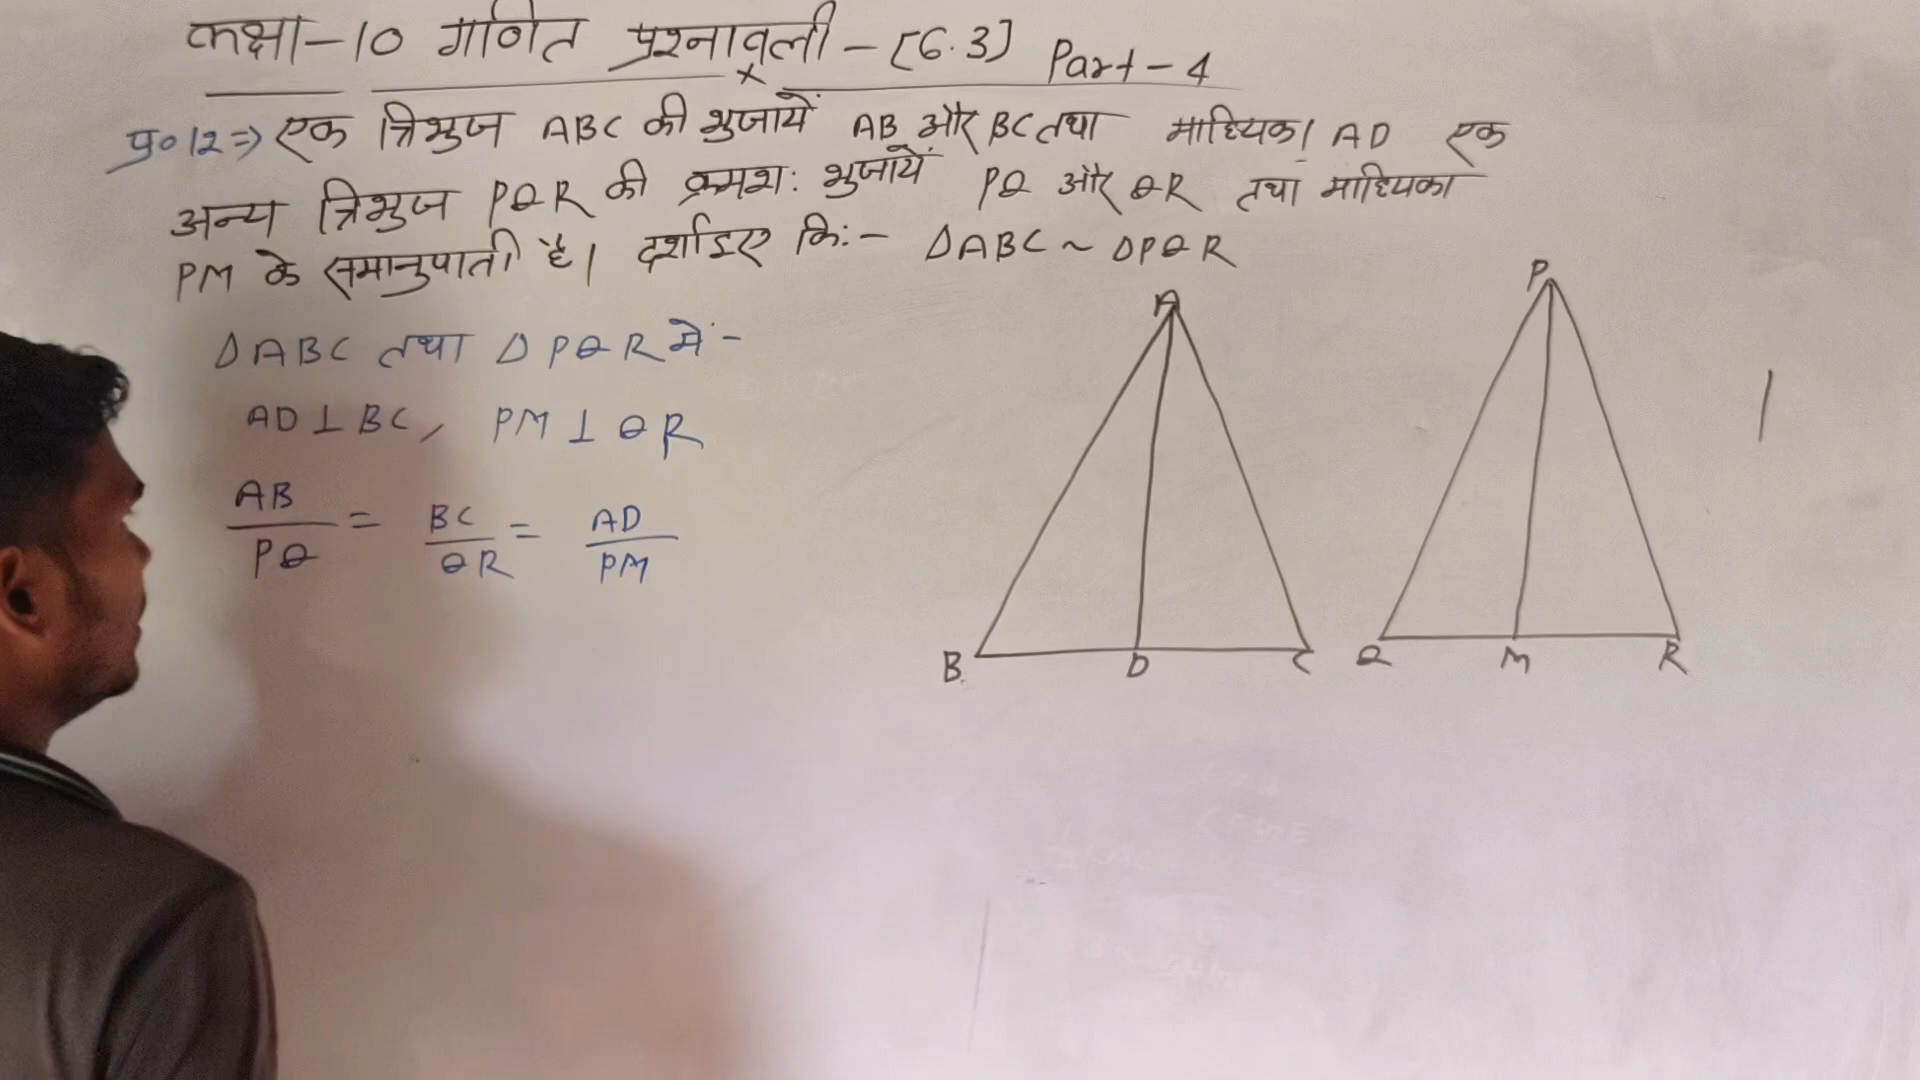 कक्षा-10 गणित प्रश्नावली - [6.3] Part-4
प्र०12⇒ एक त्रिभुज ABC की भुजायें AB और BC तथा माध्यिका AD एक
अन्य त्रिभुज PQR की क्रमशः भुजायें PQ और QR तथा माध्यिका
PM के समानुपाती है। दर्शाइए कि:- ΔABC ~ ΔPQR
ΔABC तथा ΔPQR में-
AD⊥BC, PM⊥QR
AB/PQ = BC/QR = AD/PM
A
P
B D C Q M R